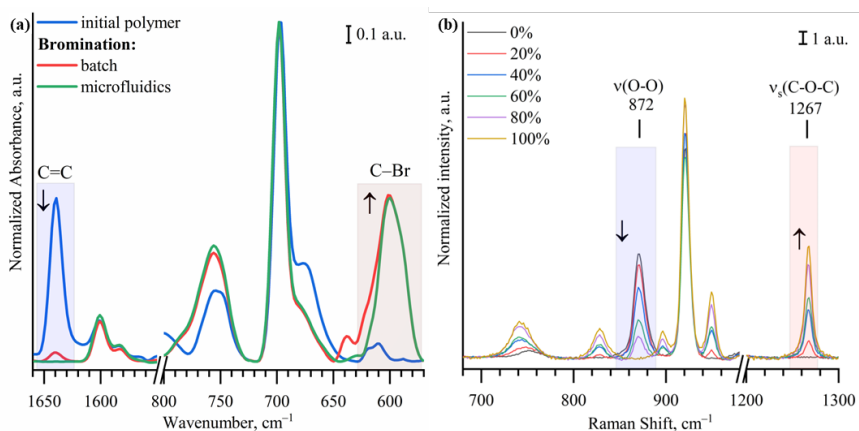 (a)
initial polymer
Bromination:
batch
microfluidics
0.1 a.u.
C=C
C–Br
Normalized Absorbance, a.u.
1650 1600 800 750 700 650 600
Wavenumber, cm⁻¹
(b)
0%
20%
40%
60%
80%
100%
1 a.u.
ν(O-O)
872
νs(C-O-C)
1267
Normalized intensity, a.u.
700 800 900 1200 1300
Raman Shift, cm⁻¹